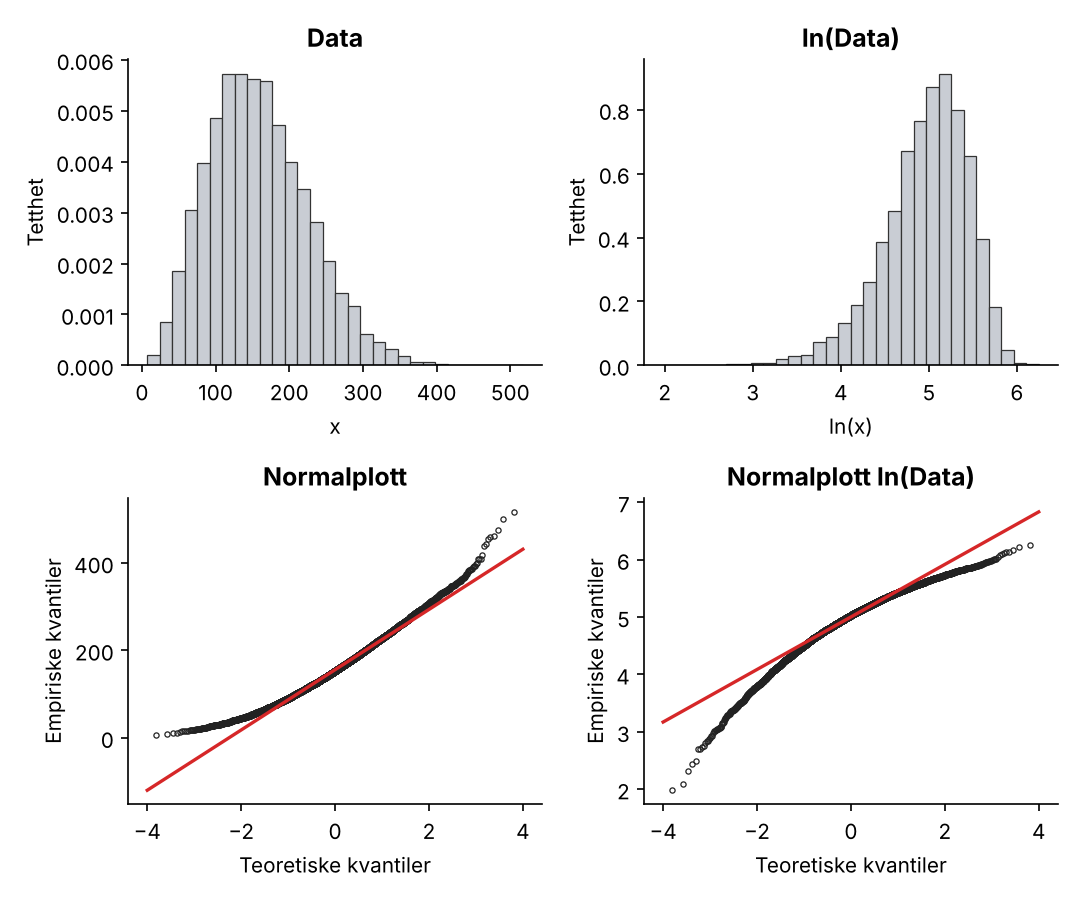 Data
Tetthet
0.006
0.005
0.004
0.003
0.002
0.001
0.000
0 100 200 300 400 500
x
ln(Data)
Tetthet
0.8
0.6
0.4
0.2
0.0
2 3 4 5 6
ln(x)
Normalplott
Empiriske kvantiler
400
200
0
−4 −2 0 2 4
Teoretiske kvantiler
Normalplott ln(Data)
Empiriske kvantiler
7
6
5
4
3
2
−4 −2 0 2 4
Teoretiske kvantiler